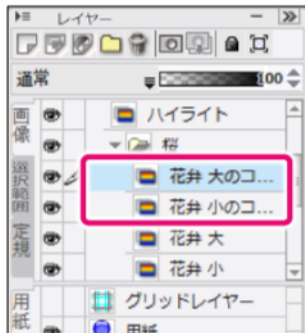 レイヤー
通常
100
画像
ハイライト
桜
選択範囲
花弁 大のコ...
花弁 小のコ...
定規
花弁 大
花弁 小
用紙
グリッドレイヤー
用紙